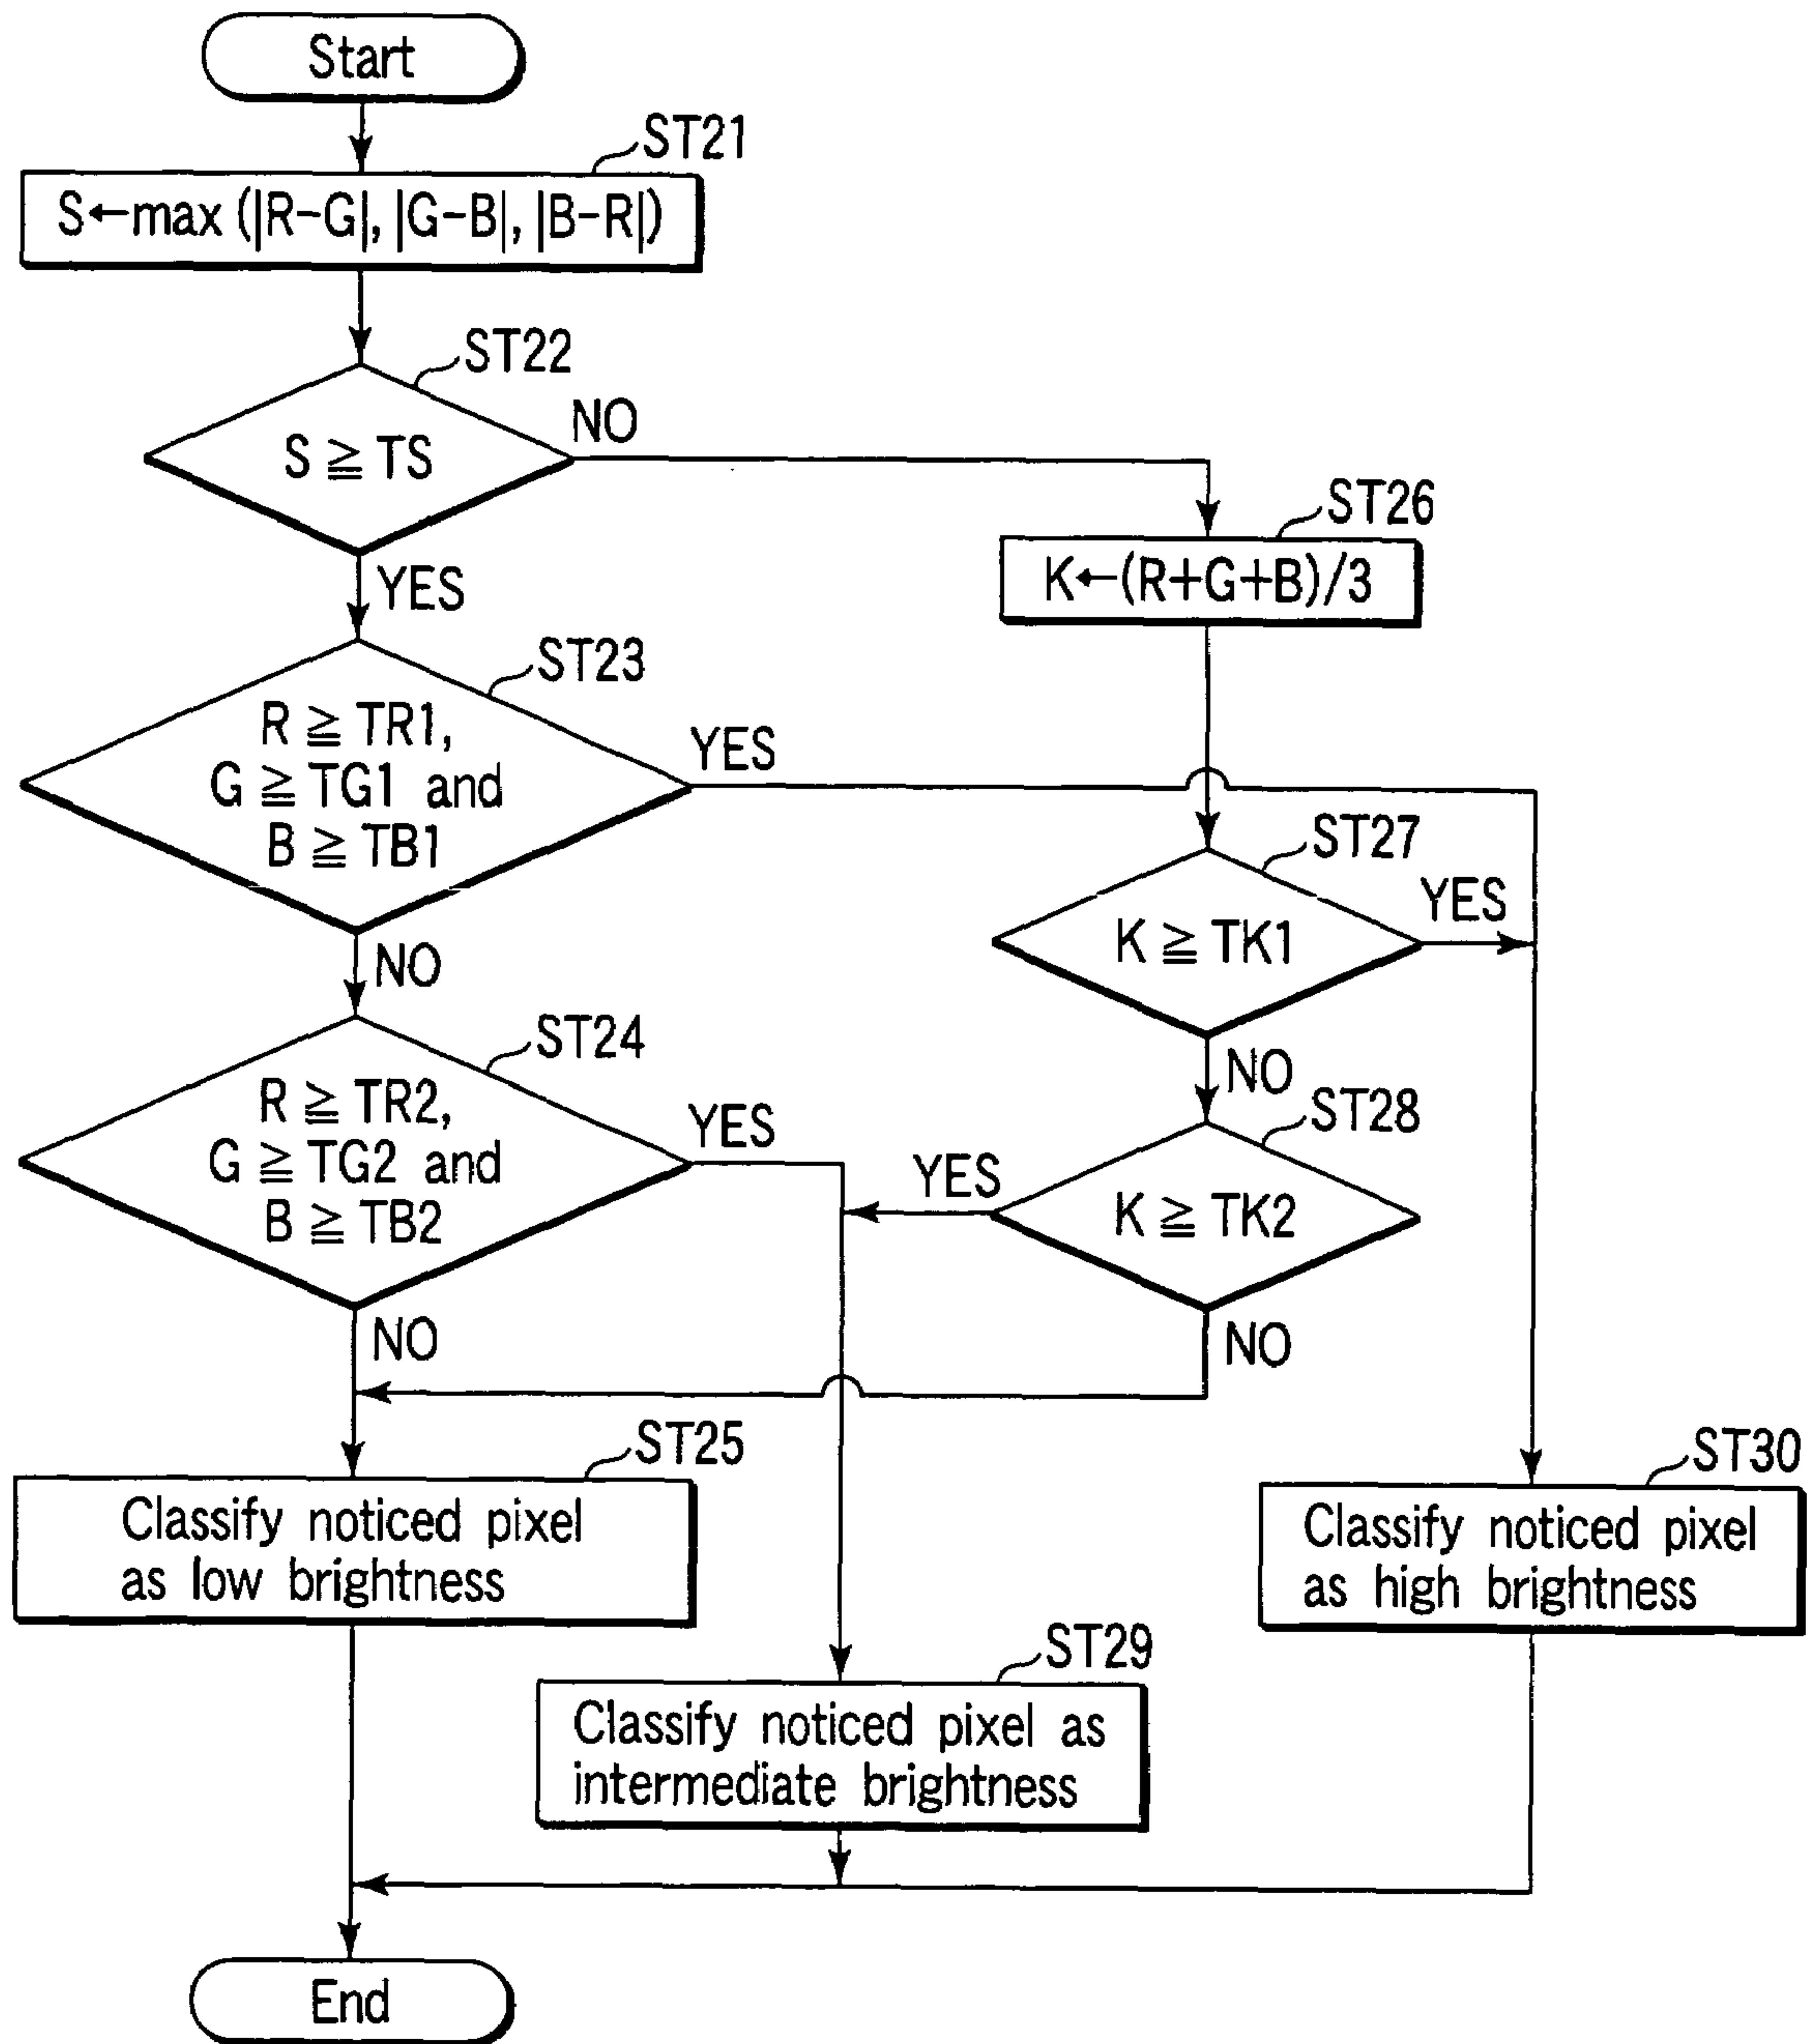 Start
ST21
S←max (|R-G|, |G-B|, |B-R|)
ST22
S ≧ TS
NO
YES
ST26
K←(R+G+B)/3
ST23
R ≧ TR1,
G ≧ TG1 and
B ≧ TB1
YES
NO
ST27
K ≧ TK1
YES
NO
ST24
R ≧ TR2,
G ≧ TG2 and
B ≧ TB2
YES
NO
ST28
K ≧ TK2
YES
NO
ST25
Classify noticed pixel
as low brightness
ST30
Classify noticed pixel
as high brightness
ST29
Classify noticed pixel as
intermediate brightness
End